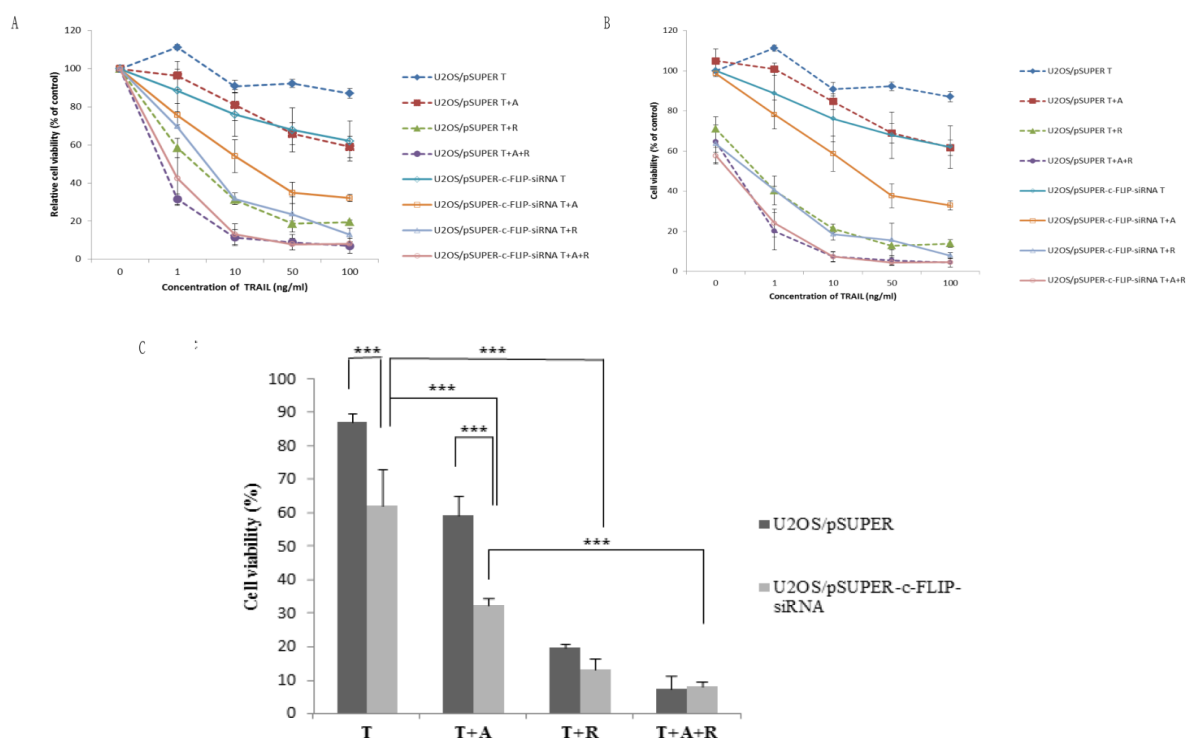 A
120
100
80
60
40
20
0
Relative cell viability (% of control)
0 1 10 50 100
Concentration of TRAIL (ng/ml)
U2OS/pSUPER T
U2OS/pSUPER T+A
U2OS/pSUPER T+R
U2OS/pSUPER T+A+R
U2OS/pSUPER-c-FLIP-siRNA T
U2OS/pSUPER-c-FLIP-siRNA T+A
U2OS/pSUPER-c-FLIP-siRNA T+R
U2OS/pSUPER-c-FLIP-siRNA T+A+R
B
120
100
80
60
40
20
0
Cell viability (% of control)
0 1 10 50 100
Concentration of TRAIL (ng/ml)
U2OS/pSUPER T
U2OS/pSUPER T+A
U2OS/pSUPER T+R
U2OS/pSUPER T+A+R
U2OS/pSUPER-c-FLIP-siRNA T
U2OS/pSUPER-c-FLIP-siRNA T+A
U2OS/pSUPER-c-FLIP-siRNA T+R
U2OS/pSUPER-c-FLIP-siRNA T+A+R
C
*** ***
***
***
***
100
90
80
70
60
50
40
30
20
10
0
Cell viability (%)
T T+A T+R T+A+R
U2OS/pSUPER
U2OS/pSUPER-c-FLIP-
siRNA